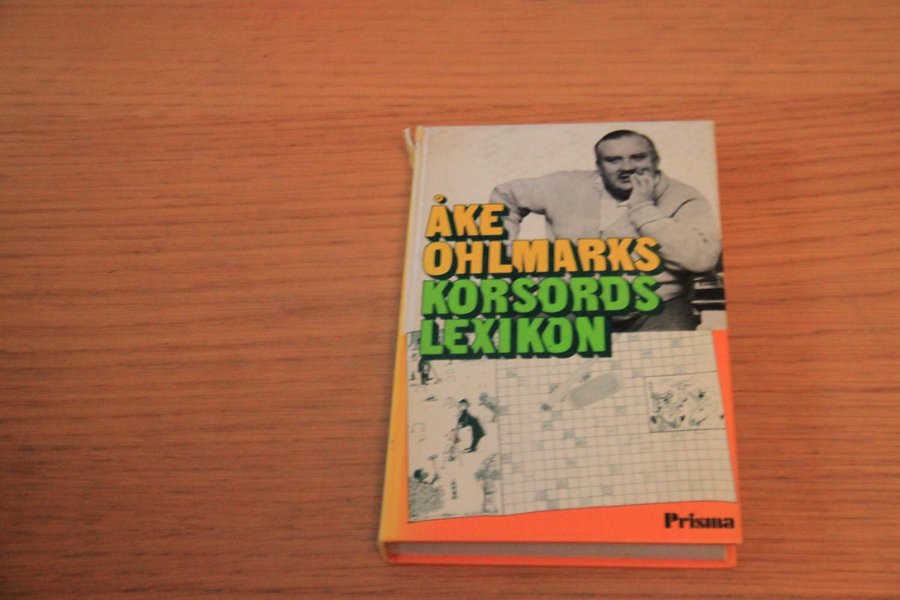 ÅKE
OHLMARKS
KORSORDS
LEXIKON
Prisma